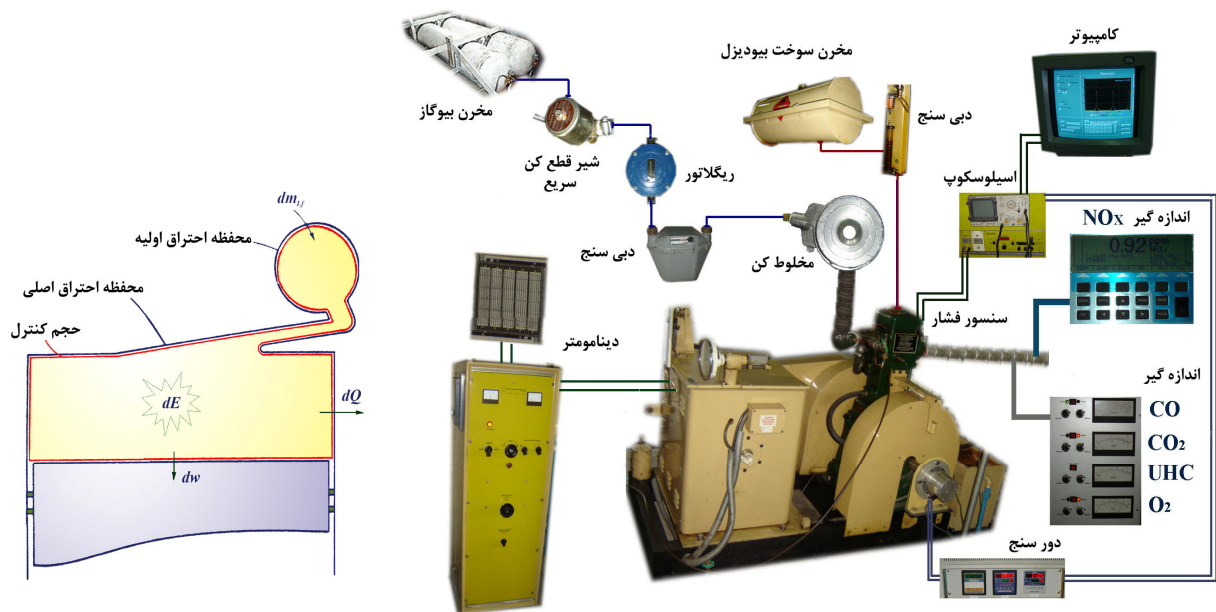 مخزن بیوگاز
شیر قطع کن
سریع
ریگلاتور
دبی سنج
مخلوط کن
مخزن سوخت بیودیزل
دبی سنج
کامپیوتر
اسیلوسکوپ
اندازه گیر NOX
0.92 ppm
سنسور فشار
اندازه گیر
CO
CO2
UHC
O2
دور سنج
دینامومتر
dmi,f
محفظه احتراق اولیه
محفظه احتراق اصلی
حجم کنترل
dE
dQ
dw